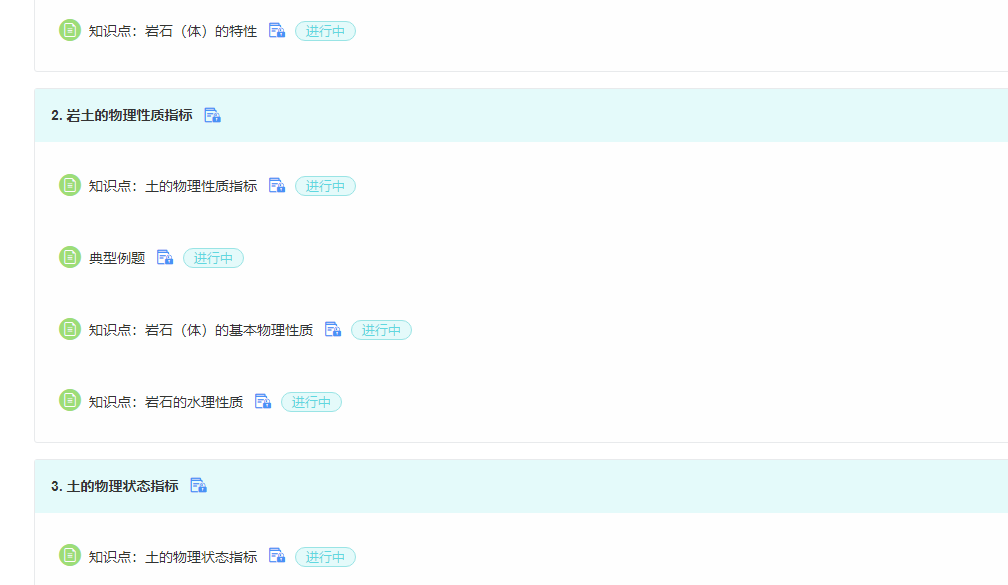 知识点：岩石（体）的特性 进行中
2. 岩土的物理性质指标
知识点：土的物理性质指标 进行中
典型例题 进行中
知识点：岩石（体）的基本物理性质 进行中
知识点：岩石的水理性质 进行中
3. 土的物理状态指标
知识点：土的物理状态指标 进行中